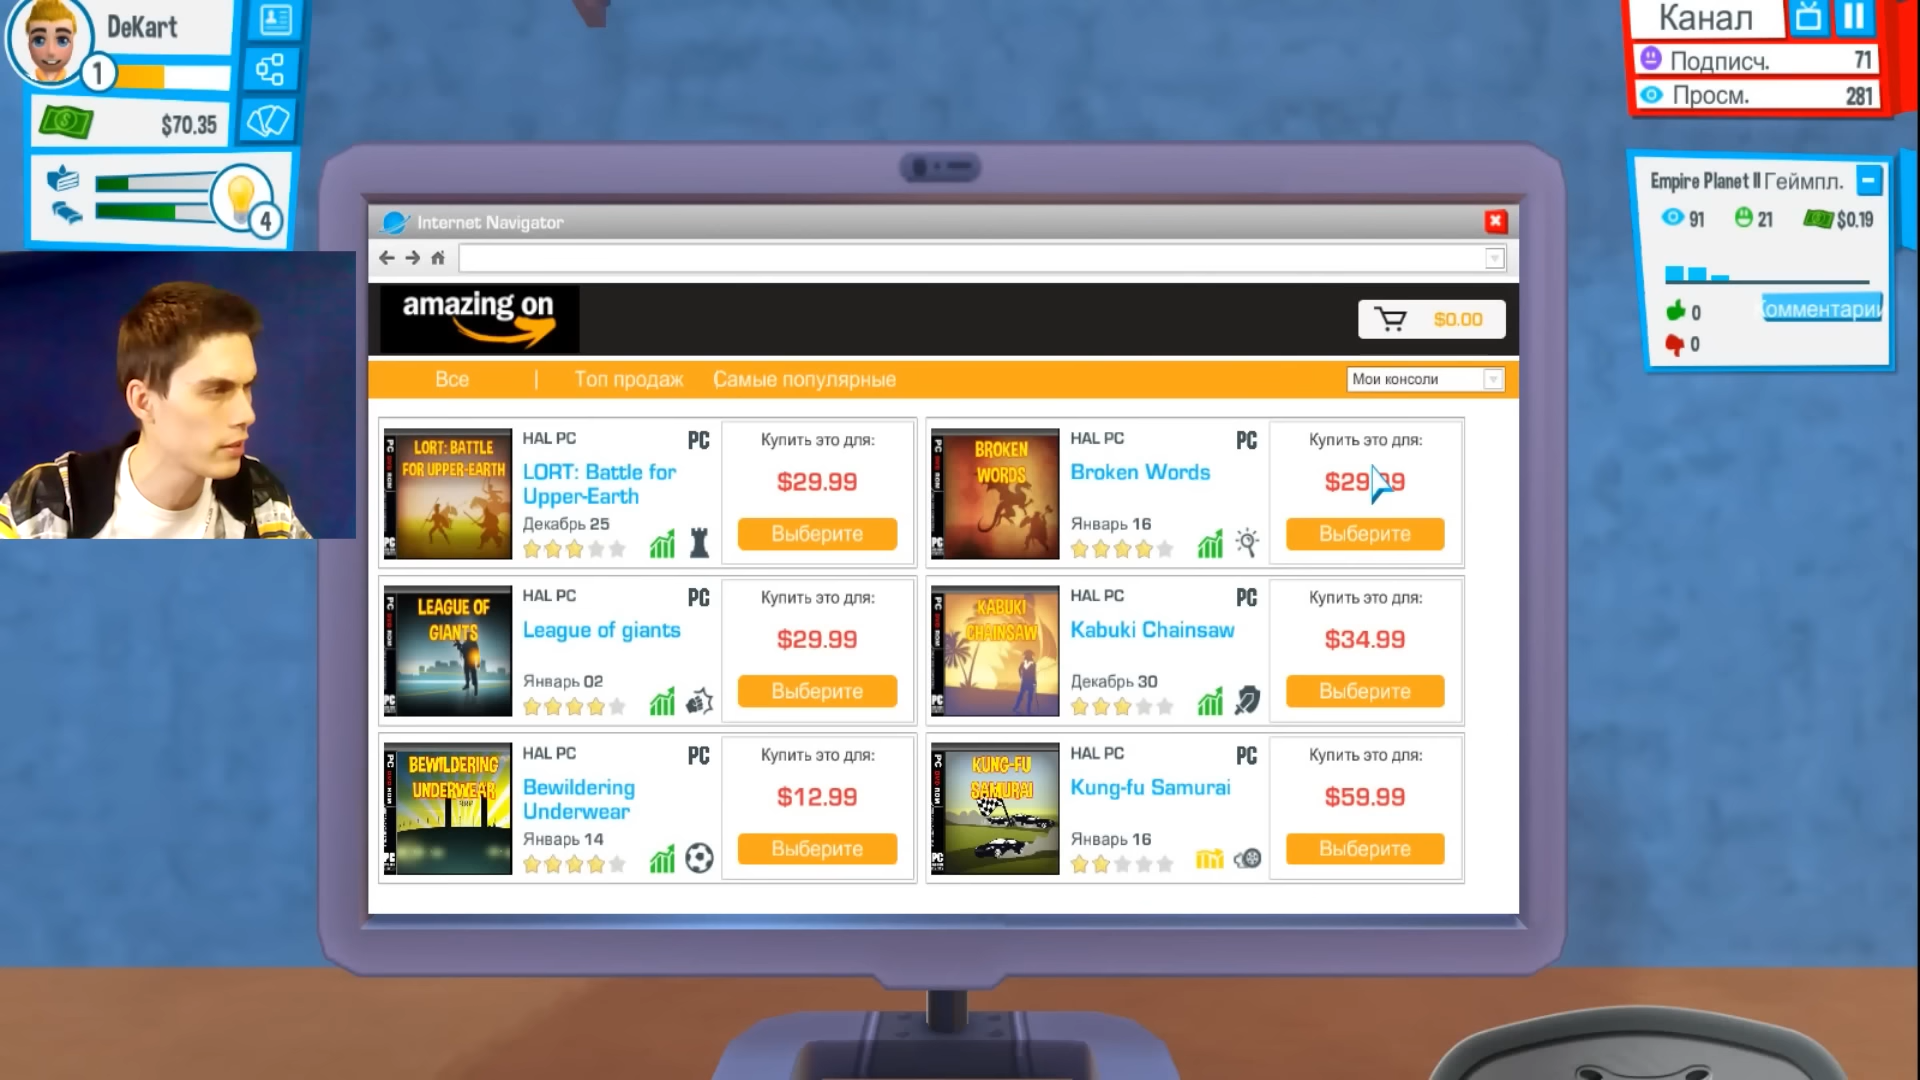 DeKart
1
$70.35
4
Канал
Подписч. 71
Просм. 281
Empire Planet II Геймпл.
91 21 $0.19
0
Комментарии
0
Internet Navigator
amazing on
$0.00
Все | Топ продаж Самые популярные
Мои консоли
LORT: BATTLE
FOR UPPER-EARTH
HAL PC PC
LORT: Battle for
Upper-Earth
Декабрь 25
Купить это для:
$29.99
Выберите
BROKEN
WORDS
HAL PC PC
Broken Words
Январь 16
Купить это для:
$29.99
Выберите
LEAGUE OF
GIANTS
HAL PC PC
League of giants
Январь 02
Купить это для:
$29.99
Выберите
KABUKI
CHAINSAW
HAL PC PC
Kabuki Chainsaw
Декабрь 30
Купить это для:
$34.99
Выберите
BEWILDERING
UNDERWEAR
HAL PC PC
Bewildering
Underwear
Январь 14
Купить это для:
$12.99
Выберите
KUNG-FU
SAMURAI
HAL PC PC
Kung-fu Samurai
Январь 16
Купить это для:
$59.99
Выберите